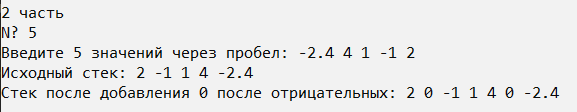 2 часть
N? 5
Введите 5 значений через пробел: -2.4 4 1 -1 2
Исходный стек: 2 -1 1 4 -2.4
Стек после добавления 0 после отрицательных: 2 0 -1 1 4 0 -2.4